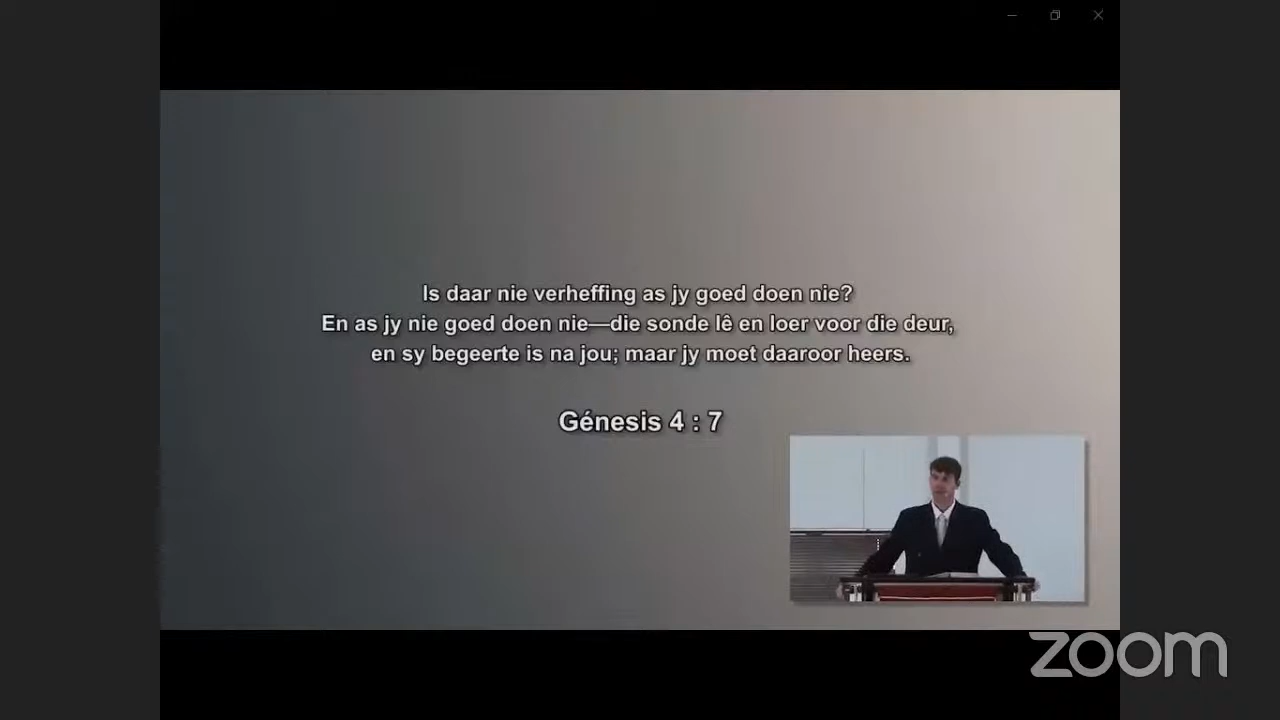 Is daar nie verheffing as jy goed doen nie?
En as jy nie goed doen nie—die sonde lê en loer voor die deur,
en sy begeerte is na jou; maar jy moet daaroor heers.
Génesis 4 : 7
zoom